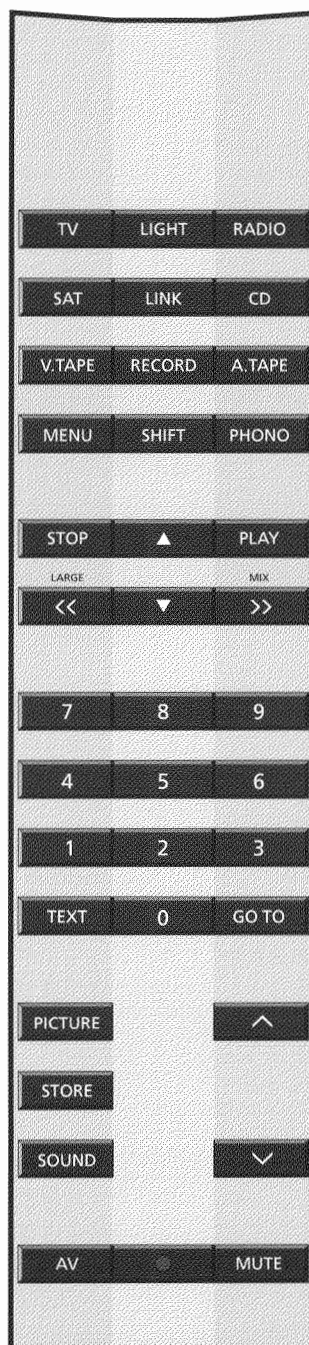 TV LIGHT RADIO
SAT LINK CD
V.TAPE RECORD A.TAPE
MENU SHIFT PHONO
STOP ▲ PLAY
LARGE MIX
<< ▼ >>
7 8 9
4 5 6
1 2 3
TEXT 0 GO TO
PICTURE
STORE
SOUND
AV MUTE